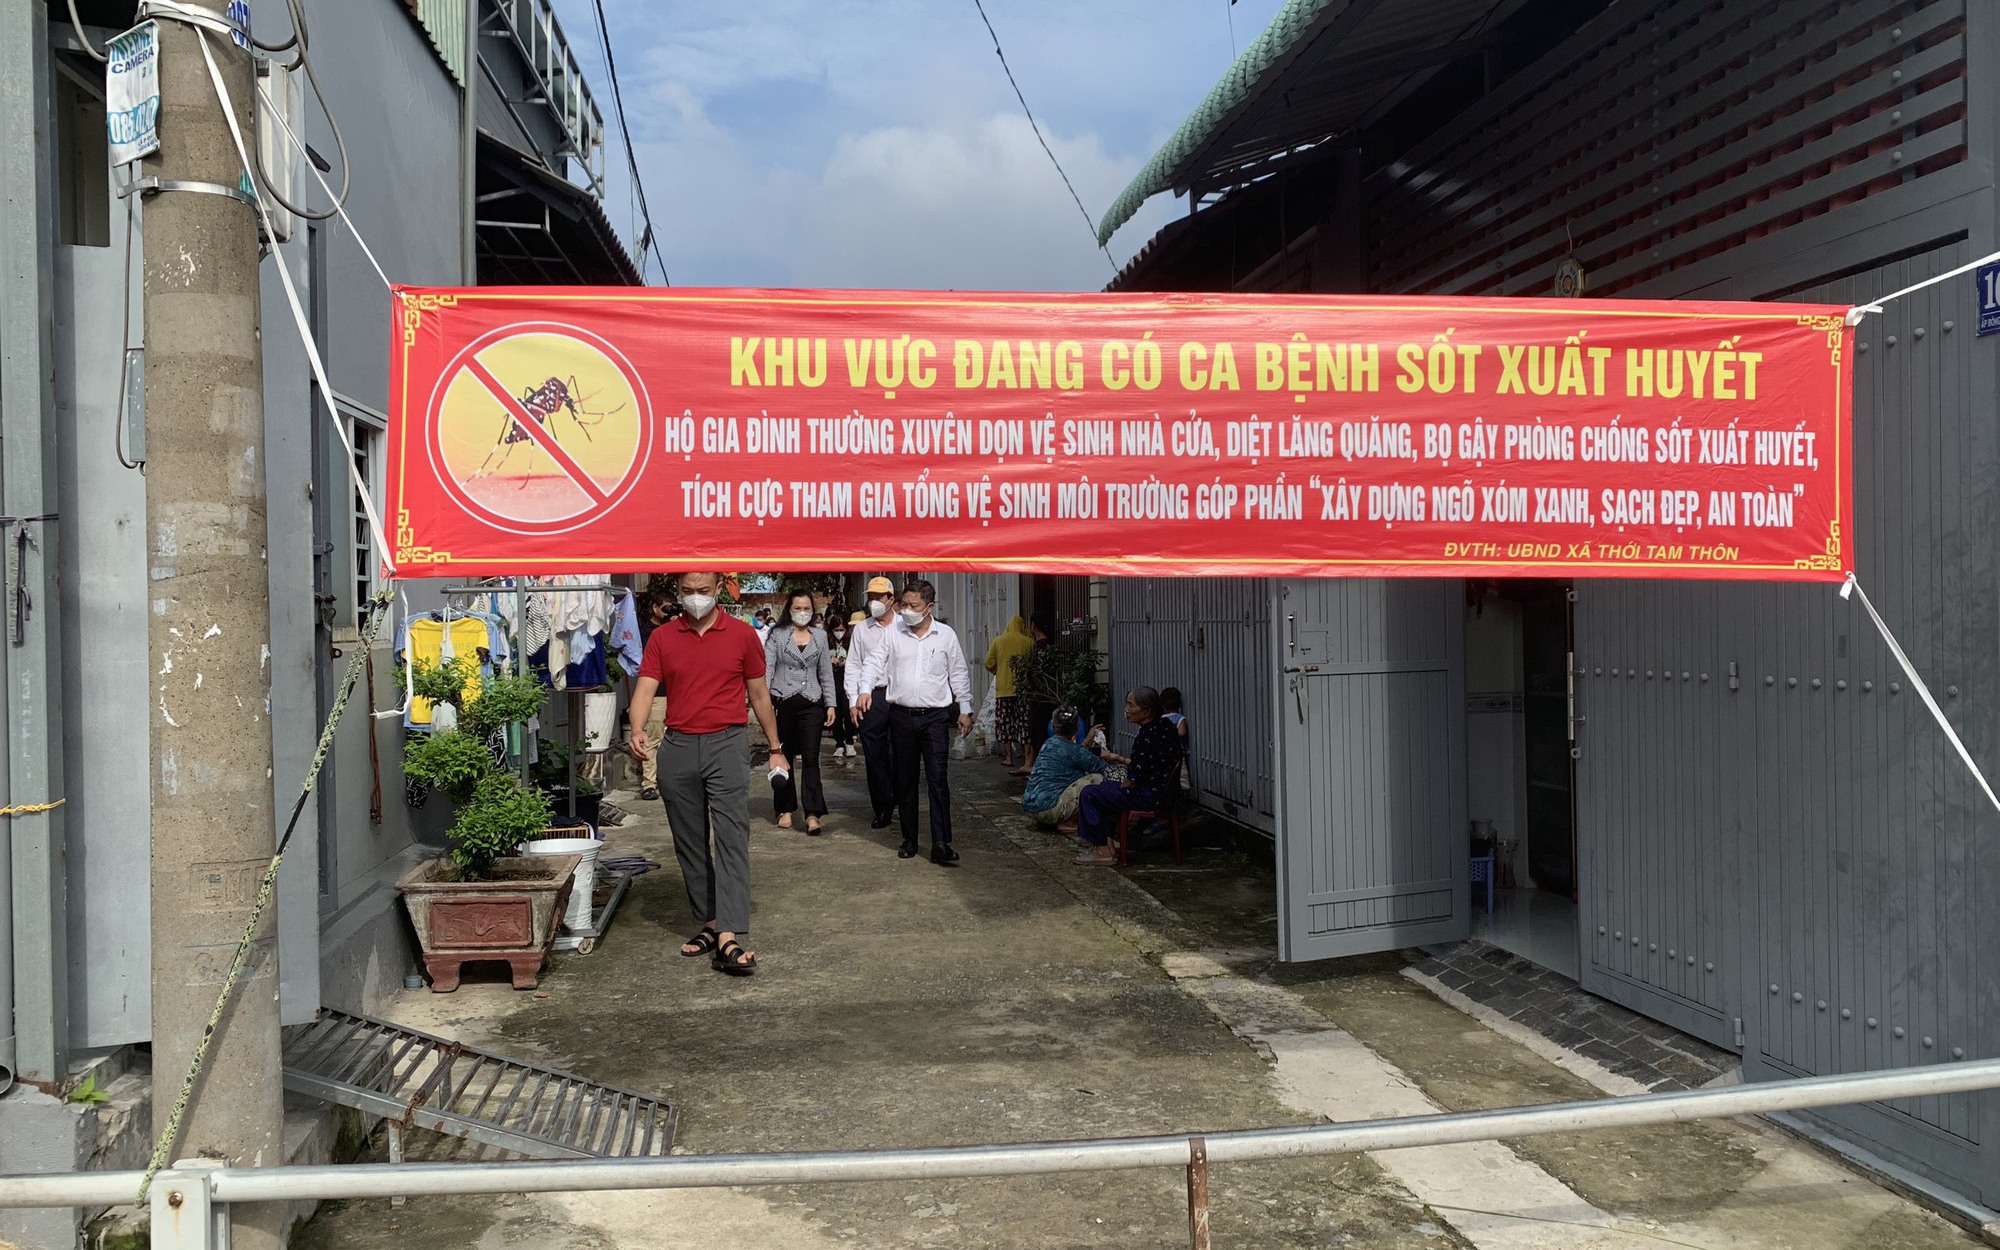 INTERNET
CAMERA
KHU VỰC ĐANG CÓ CA BỆNH SỐT XUẤT HUYẾT
HỘ GIA ĐÌNH THƯỜNG XUYÊN DỌN VỆ SINH NHÀ CỬA, DIỆT LĂNG QUĂNG, BỌ GẬY PHÒNG CHỐNG SỐT XUẤT HUYẾT,
TÍCH CỰC THAM GIA TỔNG VỆ SINH MÔI TRƯỜNG GÓP PHẦN “XÂY DỰNG NGÕ XÓM XANH, SẠCH ĐẸP, AN TOÀN”
ĐVTH: UBND XÃ THỚI TAM THÔN